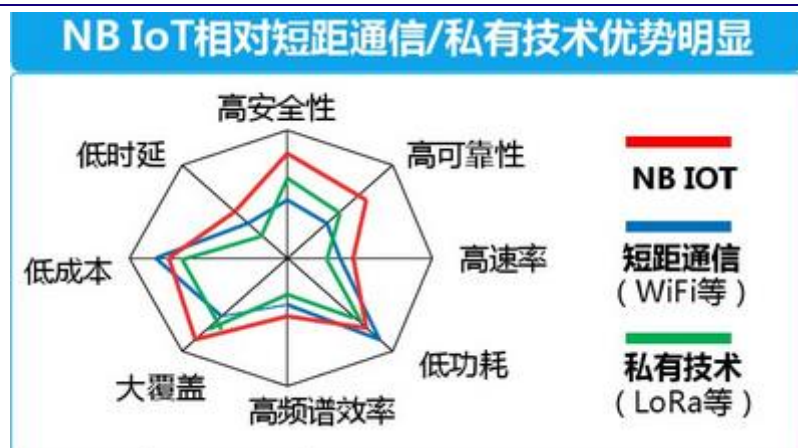 NB IoT相对短距通信/私有技术优势明显
高安全性
低时延
高可靠性
低成本
高速率
大覆盖
低功耗
高频谱效率
NB IOT
短距通信
（WiFi等）
私有技术
（LoRa等）